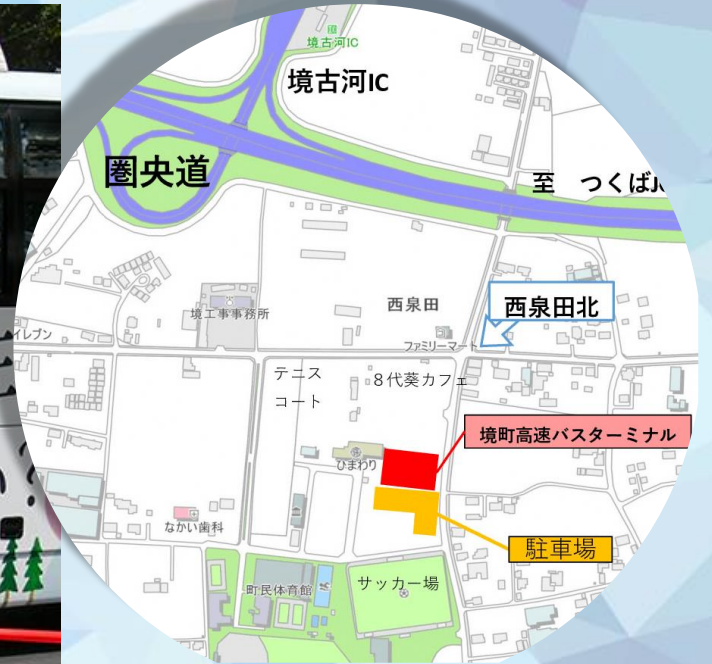 境古河IC
境古河IC
圏央道
至 つくばJ
西泉田
西泉田北
境工事事務所
イレブン
ファミリーマート
テニス
コート
8代葵カフェ
境町高速バスターミナル
ひまわり
なかい歯科
駐車場
町民体育館
サッカー場